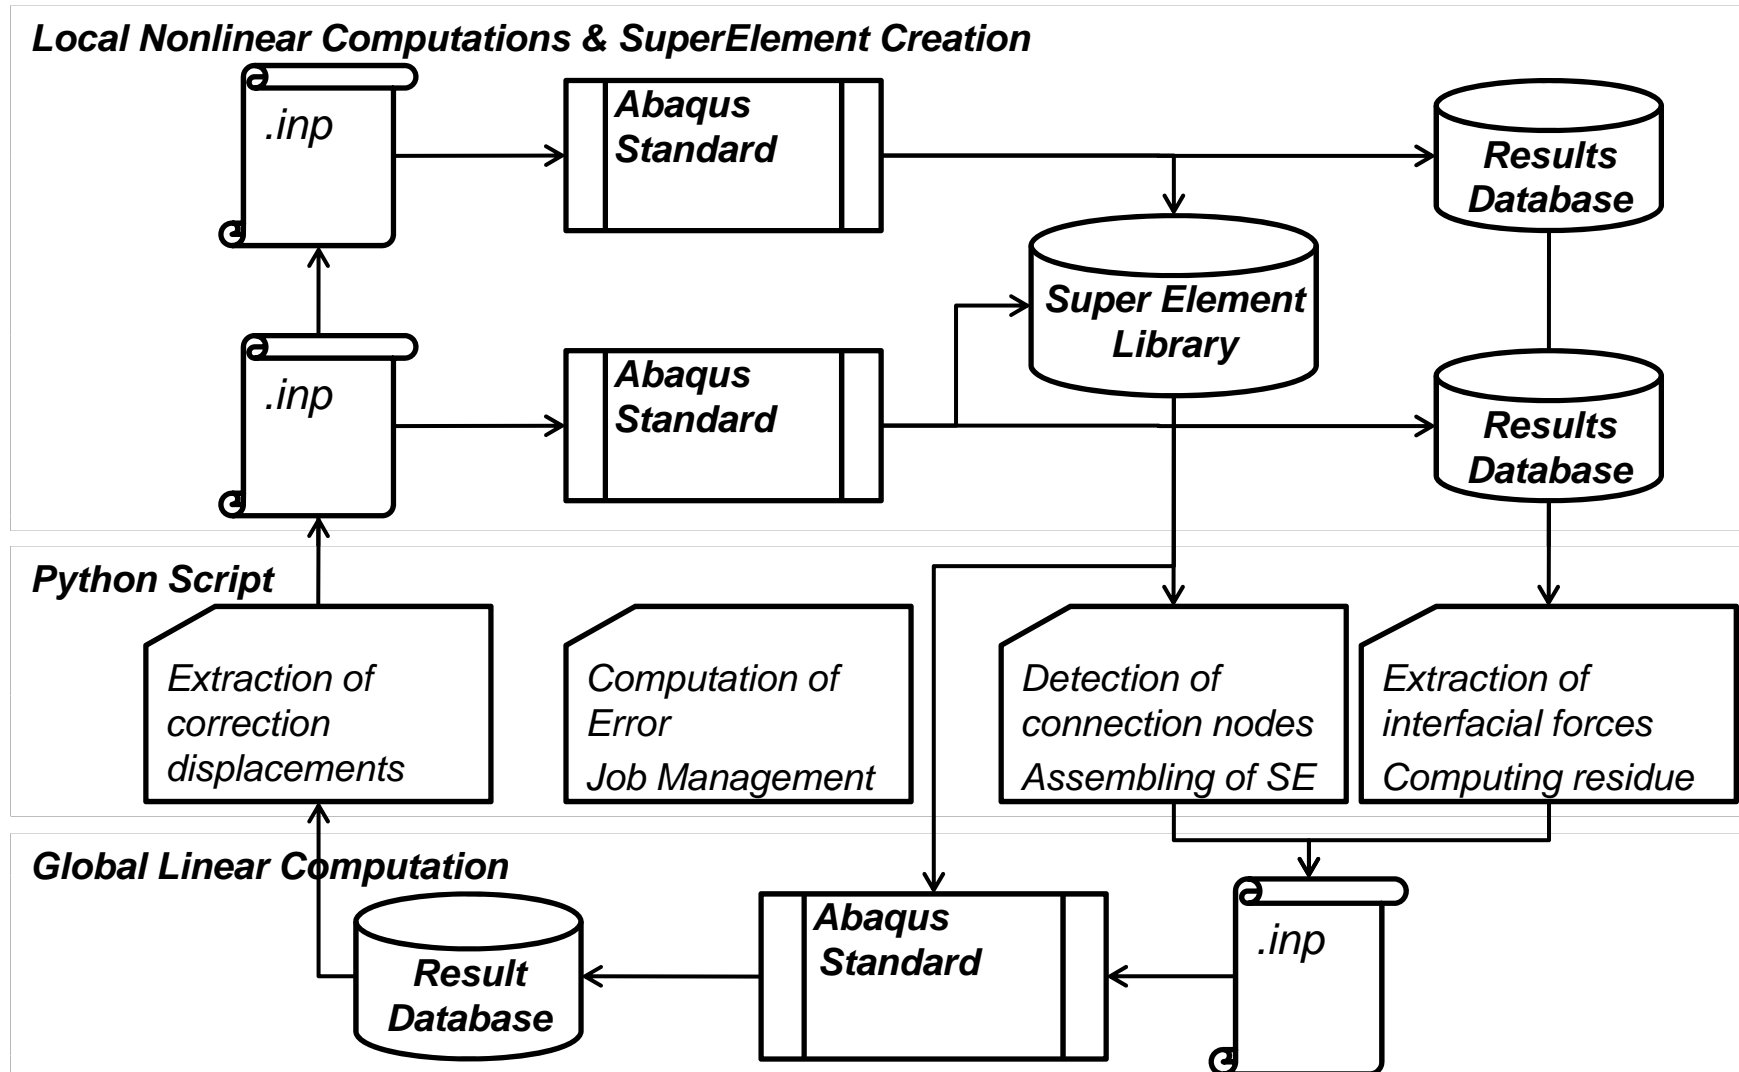 Local Nonlinear Computations & SuperElement Creation
.inp
Abaqus
Standard
Results
Database
Super Element
Library
.inp
Abaqus
Standard
Results
Database
Python Script
Extraction of
correction
displacements
Computation of
Error
Job Management
Detection of
connection nodes
Assembling of SE
Extraction of
interfacial forces
Computing residue
Global Linear Computation
Result
Database
Abaqus
Standard
.inp